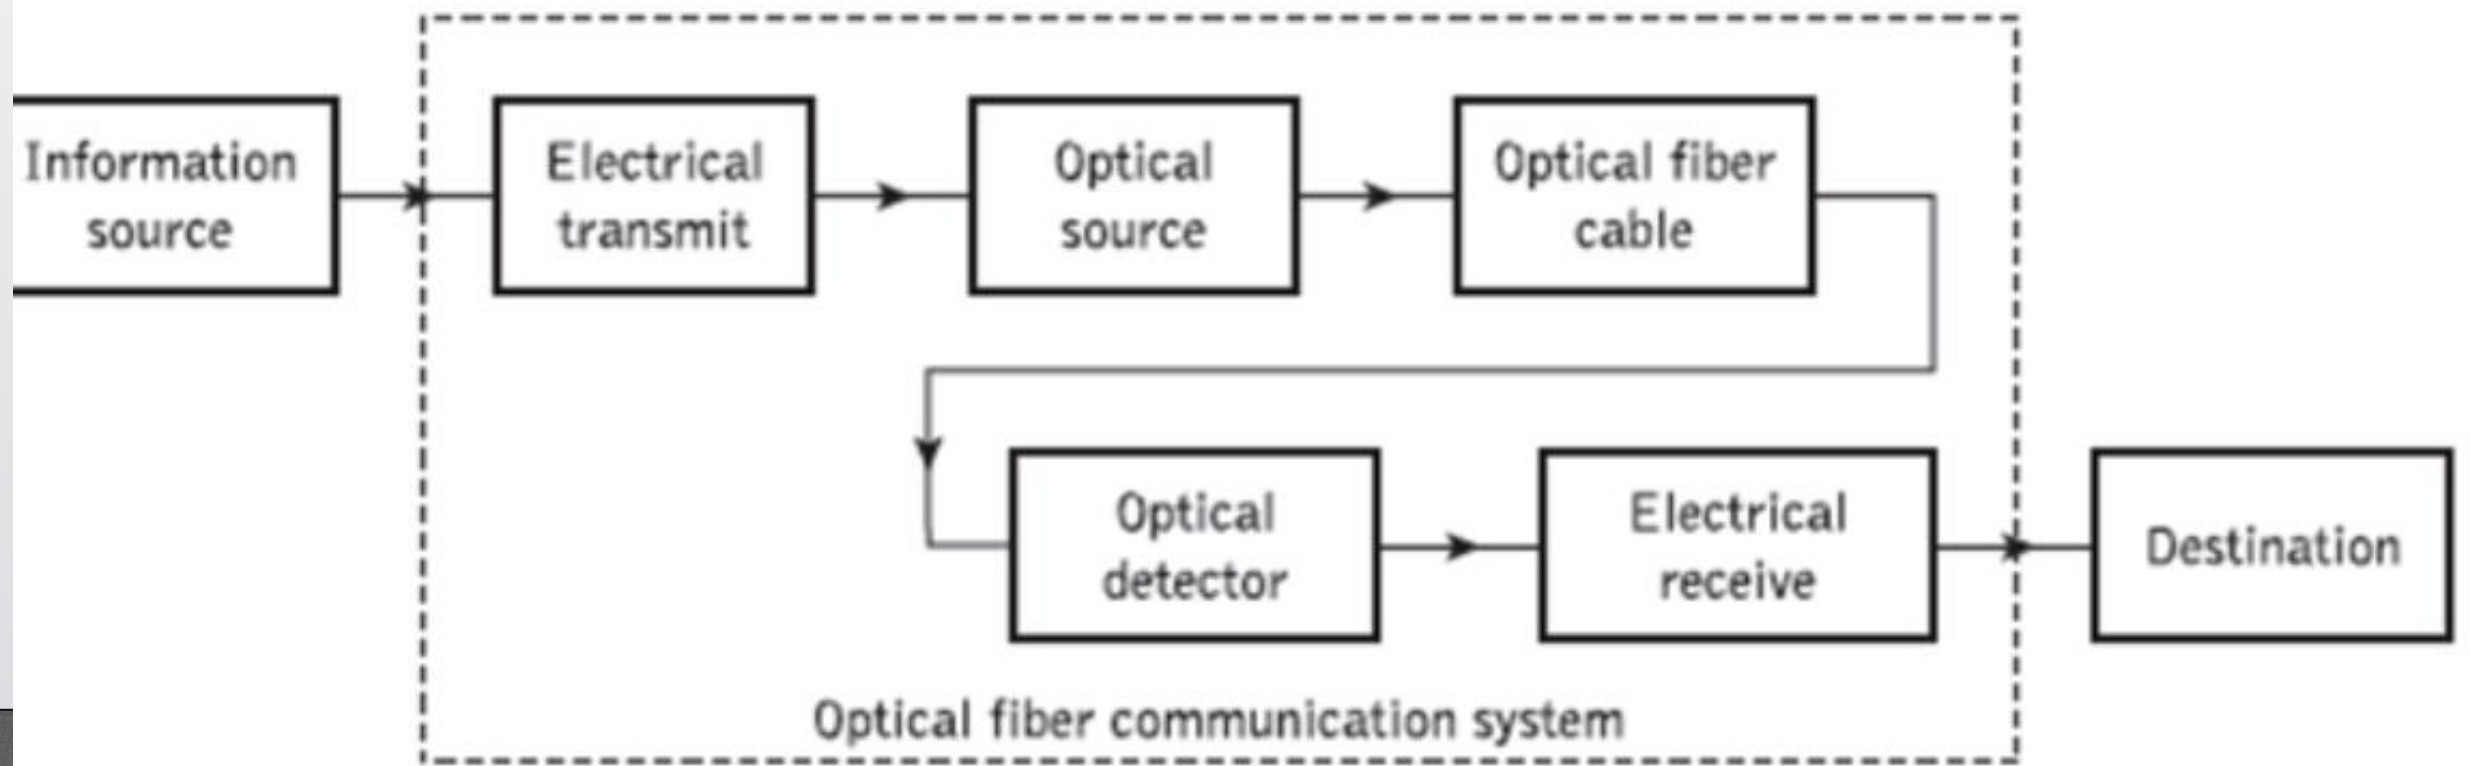 Information
source
Electrical
transmit
Optical
source
Optical fiber
cable
Optical
detector
Electrical
receive
Destination
Optical fiber communication system